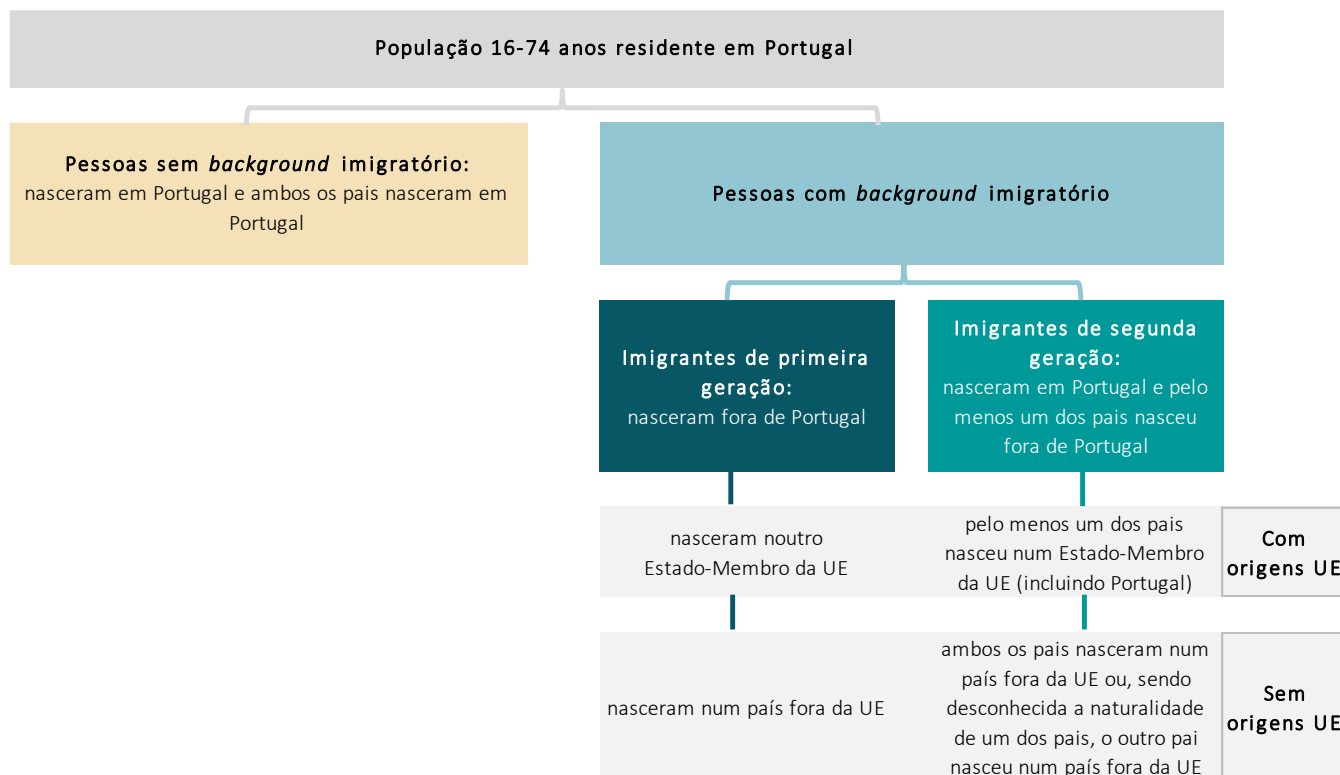 População 16-74 anos residente em Portugal
Pessoas sem background imigratório:
nasceram em Portugal e ambos os pais nasceram em
Portugal
Pessoas com background imigratório
Imigrantes de primeira
geração:
nasceram fora de Portugal
Imigrantes de segunda
geração:
nasceram em Portugal e pelo
menos um dos pais nasceu
fora de Portugal
nasceram noutro
Estado-Membro da UE
pelo menos um dos pais
nasceu num Estado-Membro
da UE (incluindo Portugal)
Com
origens UE
nasceram num país fora da UE
ambos os pais nasceram num
país fora da UE ou, sendo
desconhecida a naturalidade
de um dos pais, o outro pai
nasceu num país fora da UE
Sem
origens UE